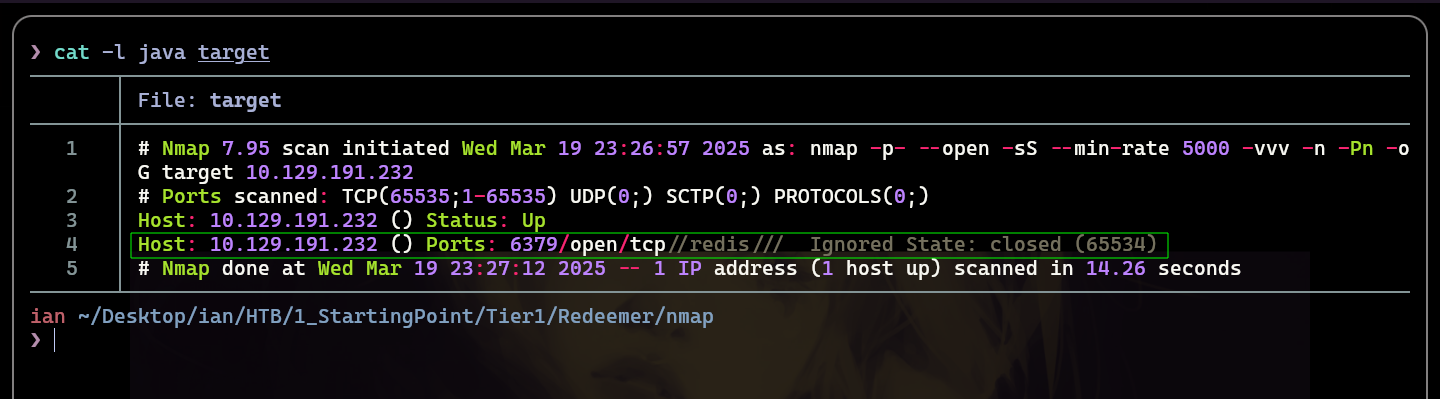 ❯ cat -l java target
File: target
1 # Nmap 7.95 scan initiated Wed Mar 19 23:26:57 2025 as: nmap -p- --open -sS --min-rate 5000 -vvv -n -Pn -o
G target 10.129.191.232
2 # Ports scanned: TCP(65535;1-65535) UDP(0;) SCTP(0;) PROTOCOLS(0;)
3 Host: 10.129.191.232 () Status: Up
4 Host: 10.129.191.232 () Ports: 6379/open/tcp//redis///  Ignored State: closed (65534)
5 # Nmap done at Wed Mar 19 23:27:12 2025 -- 1 IP address (1 host up) scanned in 14.26 seconds
ian ~/Desktop/ian/HTB/1_StartingPoint/Tier1/Redeemer/nmap
❯